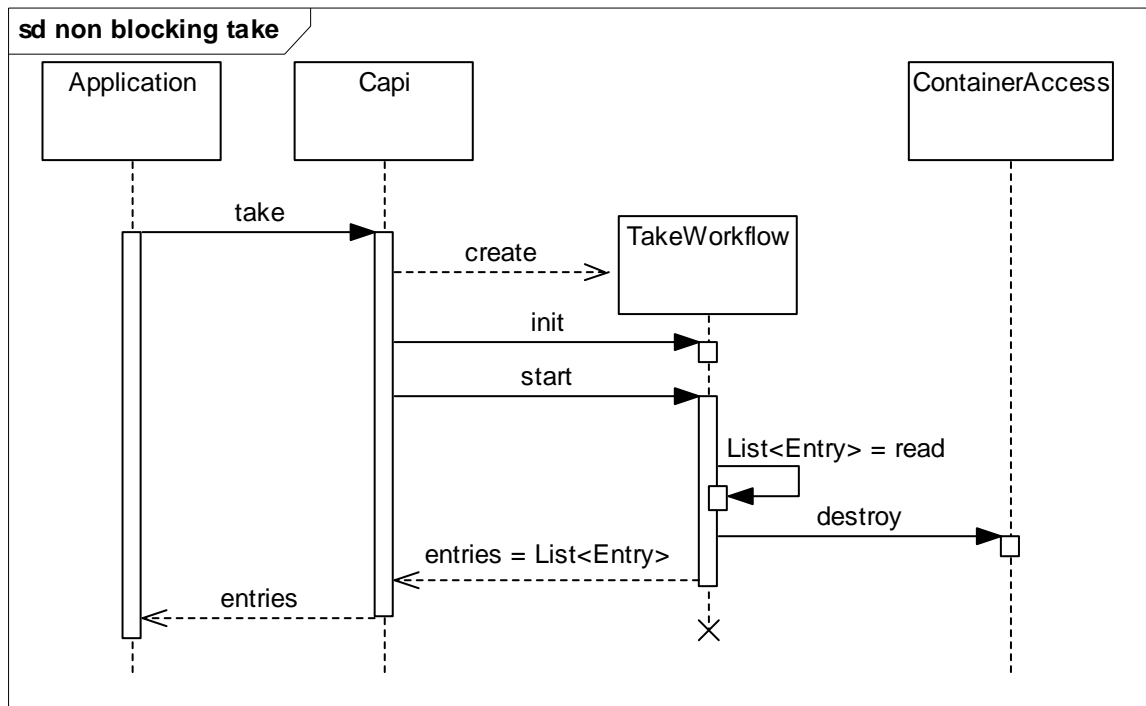 sd non blocking take
Application
Capi
ContainerAccess
take
TakeWorkflow
create
init
start
List<Entry> = read
destroy
entries = List<Entry>
entries